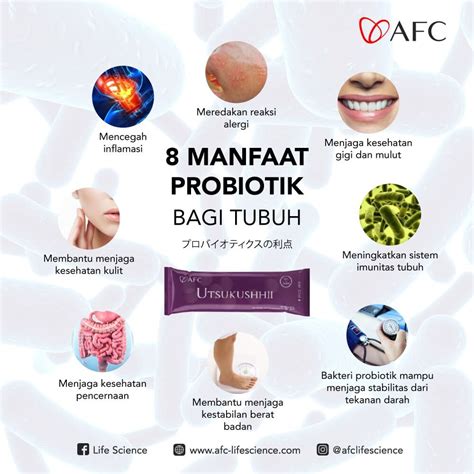 AFC
Meredakan reaksi
alergi
Mencegah
inflamasi
Menjaga kesehatan
gigi dan mulut
8 MANFAAT
PROBIOTIK
BAGI TUBUH
プロバイオティクスの利点
Membantu menjaga
kesehatan kulit
Meningkatkan sistem
imunitas tubuh
AFC
UTSUKUSHHII
Menjaga kesehatan
pencernaan
Membantu menjaga
kestabilan berat
badan
Bakteri probiotik mampu
menjaga stabilitas dari
tekanan darah
Life Science
www.afc-lifescience.com
@afclifescience